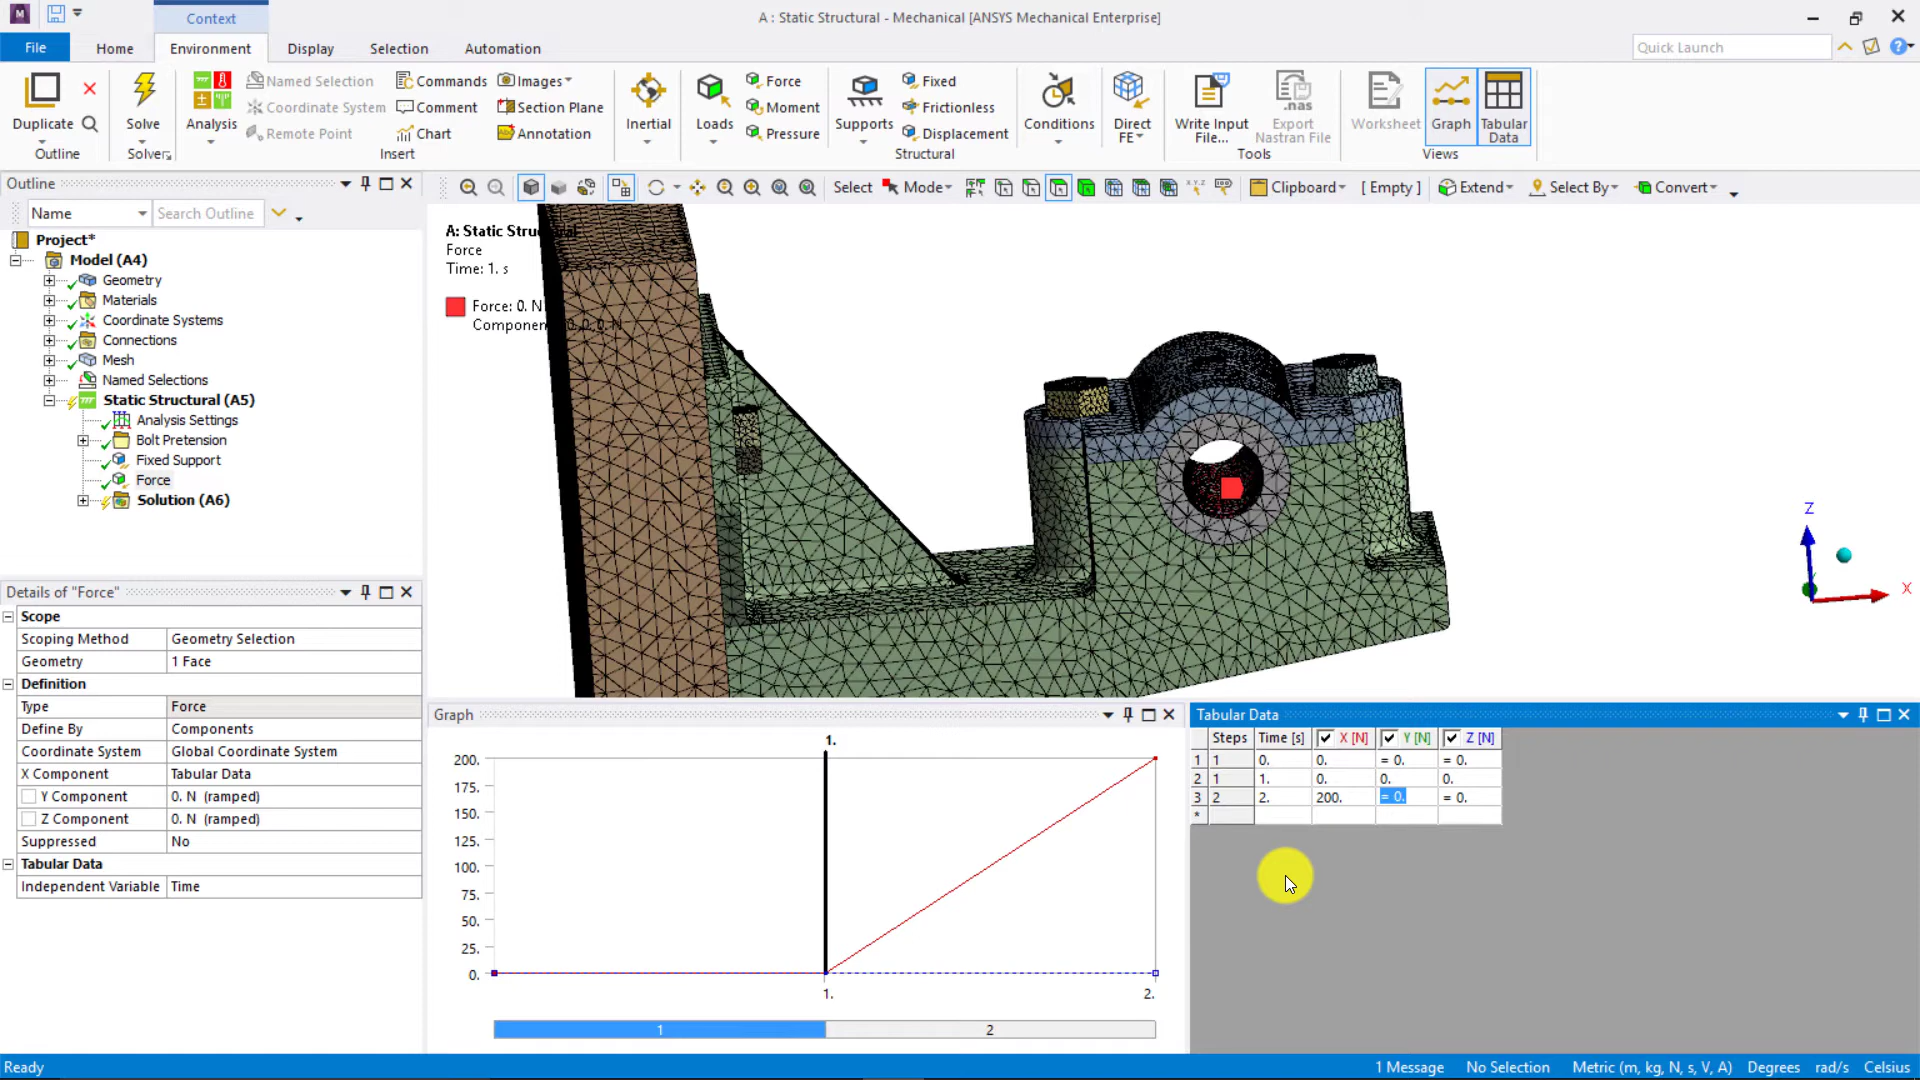 Context
A : Static Structural - Mechanical [ANSYS Mechanical Enterprise]
File
Home
Environment
Display
Selection
Automation
Quick Launch
Duplicate
Outline
Solve
Solver
Analysis
Named Selection
Coordinate System
Remote Point
Commands
Comment
Chart
Images
Section Plane
Annotation
Insert
Inertial
Loads
Force
Moment
Pressure
Supports
Fixed
Frictionless
Displacement
Structural
Conditions
Direct
FE
Write Input
File...
.nas
Export
Nastran File
Tools
Worksheet
Graph
Tabular
Data
Views
Outline
Name
Search Outline
Select
Mode
Clipboard
[ Empty ]
Extend
Select By
Convert
Project*
Model (A4)
Geometry
Materials
Coordinate Systems
Connections
Mesh
Named Selections
Static Structural (A5)
Analysis Settings
Bolt Pretension
Fixed Support
Force
Solution (A6)
A: Static Structural
Force
Time: 1. s
Force: 0. N
Z
X
Details of "Force"
Scope
Scoping Method Geometry Selection
Geometry 1 Face
Definition
Type Force
Define By Components
Coordinate System Global Coordinate System
X Component Tabular Data
Y Component 0. N (ramped)
Z Component 0. N (ramped)
Suppressed No
Tabular Data
Independent Variable Time
Graph
1.
200.
175.
150.
125.
100.
75.
50.
25.
0.
1. 2.
1 2
Tabular Data
Steps Time [s] X [N] Y [N] Z [N]
1 1 0. 0. = 0. = 0.
2 1 1. 0. 0. 0.
3 2 2. 200. = 0. = 0.
*
Ready
1 Message
No Selection
Metric (m, kg, N, s, V, A)
Degrees
rad/s
Celsius